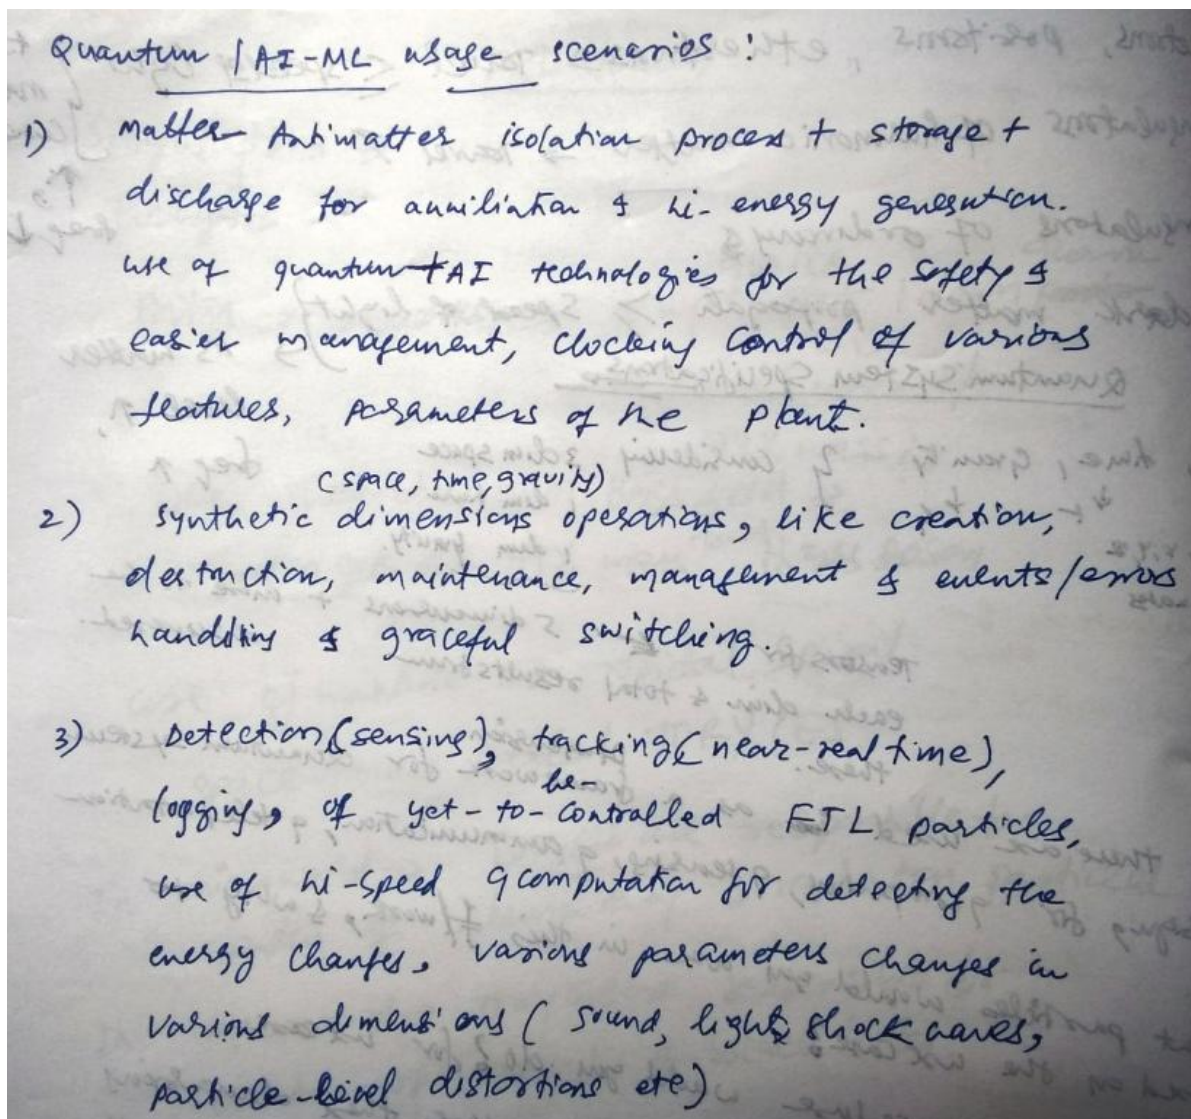 Quantum / AI-ML usage scenarios :
1) Matter Antimatter isolation process + storage +
discharge for anniliation & hi-energy generation.
use of quantum+AI technologies for the safety &
easier management, clocking control of various
features, parameters of the plant.
(space, time, gravity)
2) synthetic dimensions operations, like creation,
destruction, maintenance, management & events/errors
handling & graceful switching.
3) Detection(sensing), tracking(near-real time),
be-
logging, of yet-to-controlled FTL particles,
use of hi-speed qcomputation for detecting the
energy changes, various parameters changes in
various dimensions ( sound, light, shock waves,
particle-level distortions etc)